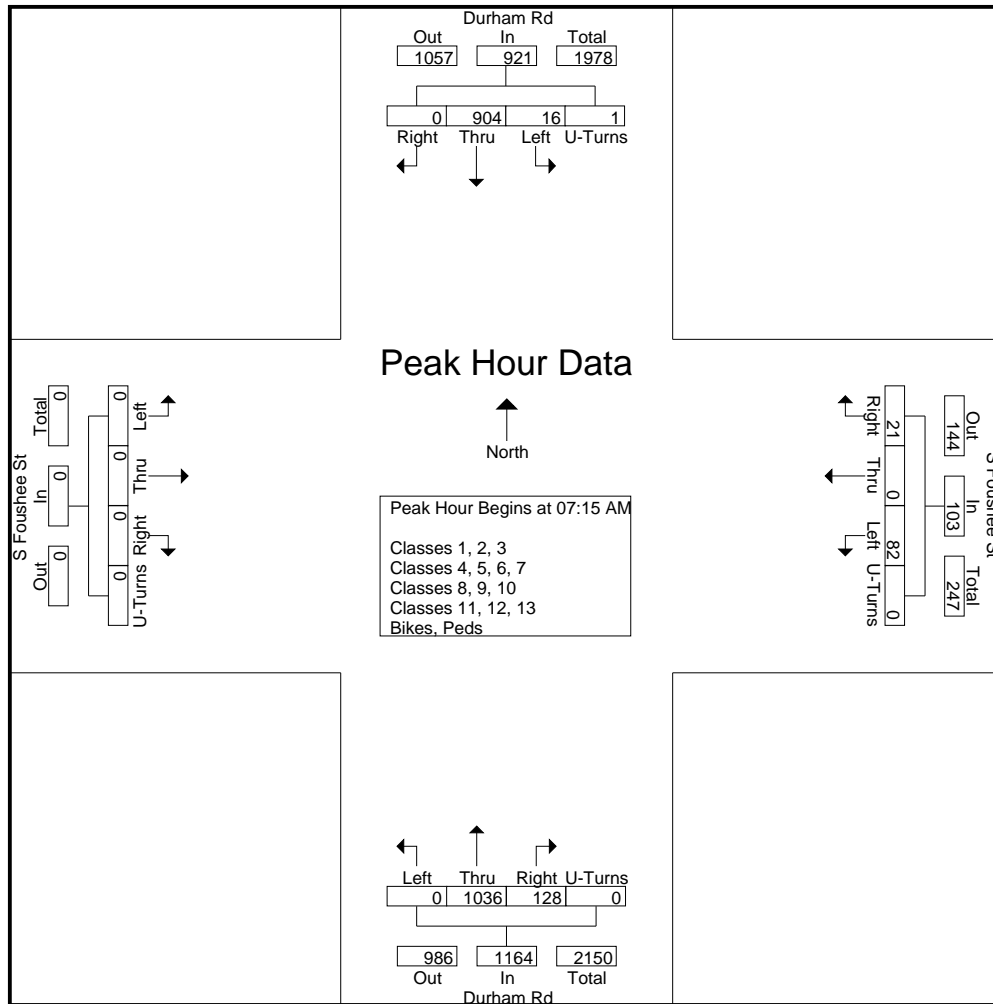 Durham Rd
Out In Total
1057 921 1978
0 904 16 1
Right Thru Left U-Turns
Peak Hour Data
North
Peak Hour Begins at 07:15 AM
Classes 1, 2, 3
Classes 4, 5, 6, 7
Classes 8, 9, 10
Classes 11, 12, 13
Bikes, Peds
S Foushee St
Total In Out
0 0 0
0 0 0 0
Left Thru Right U-Turns
Right Thru Left U-Turns
21 0 82 0
144 103 247
Out In Total
S Foushee St
Left Thru Right U-Turns
0 1036 128 0
986 1164 2150
Out In Total
Durham Rd